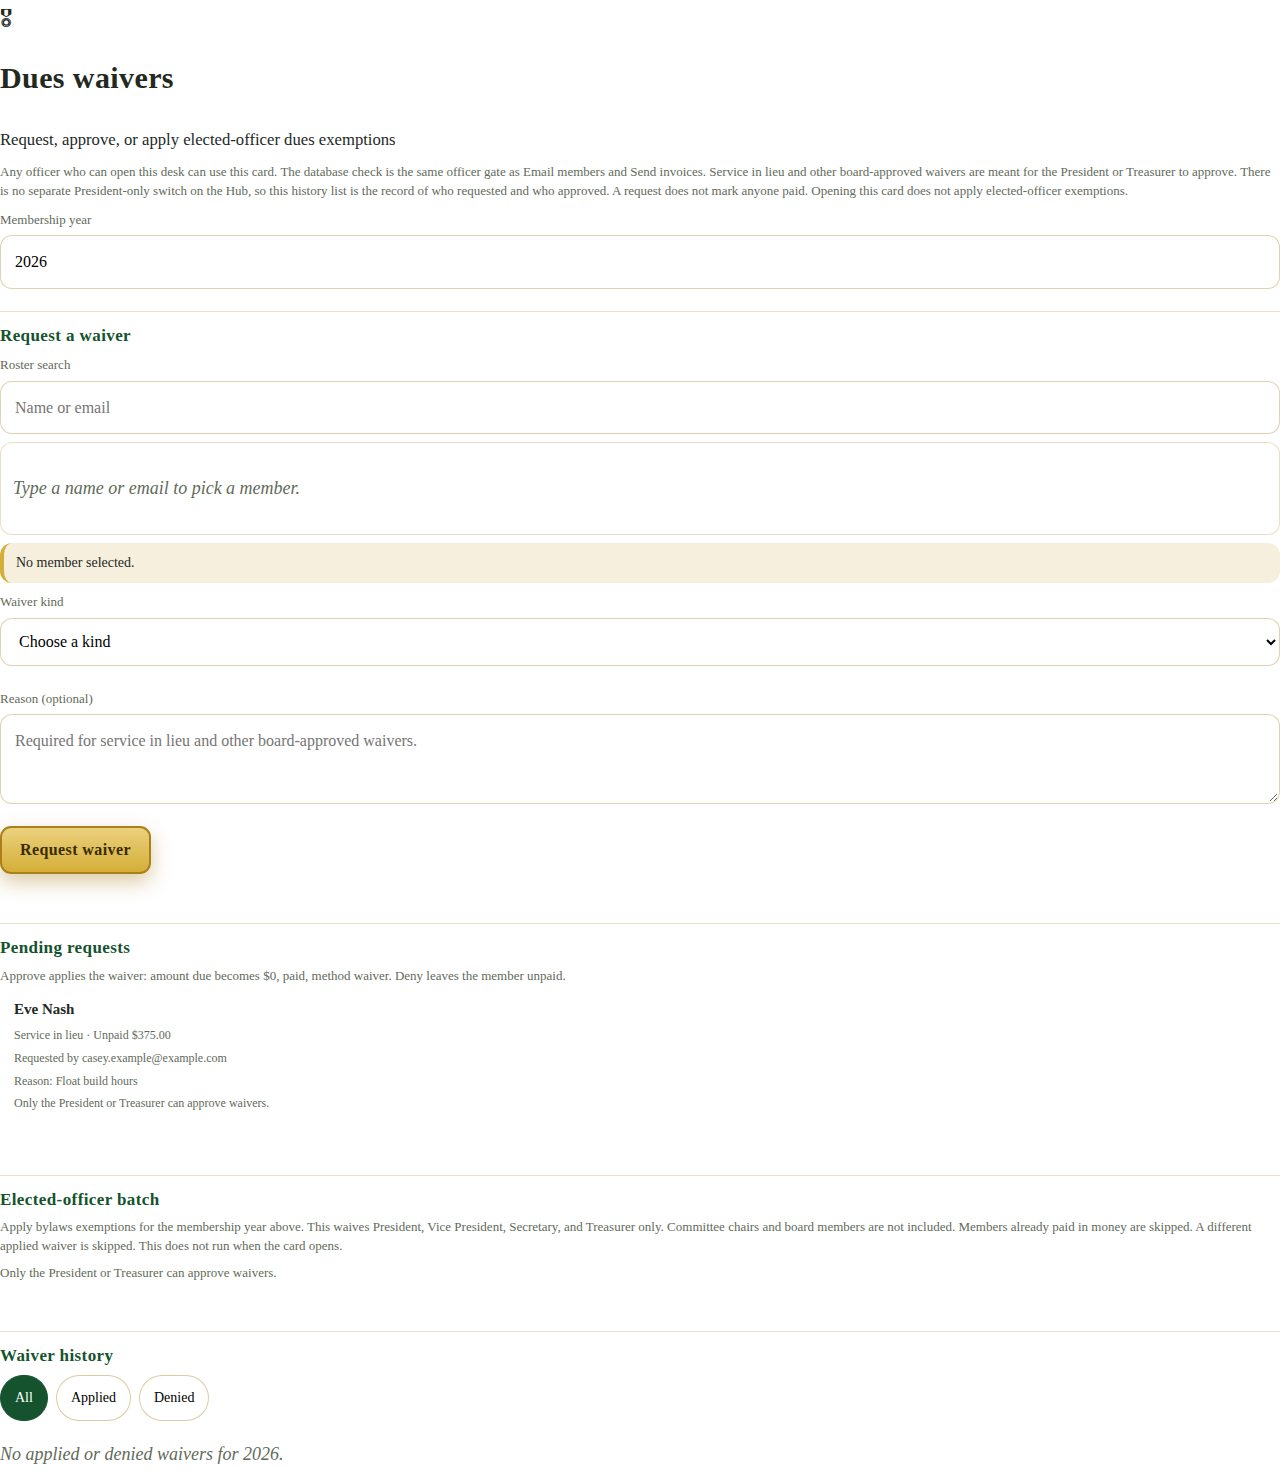 🎖
Dues waivers
Request, approve, or apply elected-officer dues exemptions
Any officer who can open this desk can use this card. The database check is the same officer gate as Email members and Send invoices. Service in lieu and other board-approved waivers are meant for the President or Treasurer to approve. There
is no separate President-only switch on the Hub, so this history list is the record of who requested and who approved. A request does not mark anyone paid. Opening this card does not apply elected-officer exemptions.
Membership year
2026
Request a waiver
Roster search
Name or email
Type a name or email to pick a member.
No member selected.
Waiver kind
Choose a kind
Reason (optional)
Required for service in lieu and other board-approved waivers.
Request waiver
Pending requests
Approve applies the waiver: amount due becomes $0, paid, method waiver. Deny leaves the member unpaid.
Eve Nash
Service in lieu · Unpaid $375.00
Requested by casey.example@example.com
Reason: Float build hours
Only the President or Treasurer can approve waivers.
Elected-officer batch
Apply bylaws exemptions for the membership year above. This waives President, Vice President, Secretary, and Treasurer only. Committee chairs and board members are not included. Members already paid in money are skipped. A different
applied waiver is skipped. This does not run when the card opens.
Only the President or Treasurer can approve waivers.
Waiver history
All Applied Denied
No applied or denied waivers for 2026.